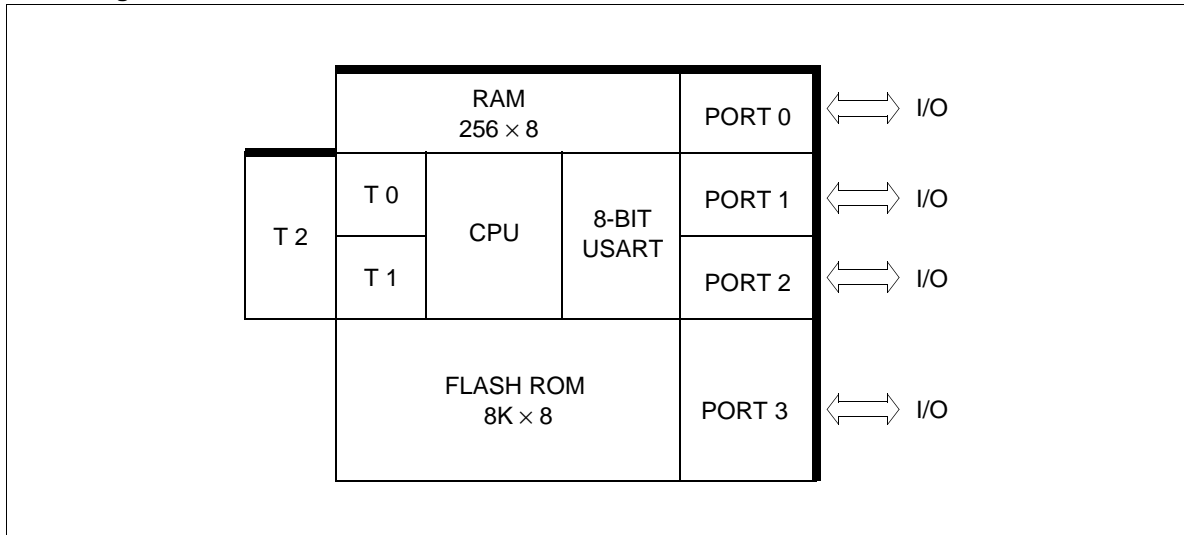 RAM
256 × 8
PORT 0
I/O
T 2
T 0
T 1
CPU
8-BIT
USART
PORT 1
I/O
PORT 2
I/O
FLASH ROM
8K × 8
PORT 3
I/O